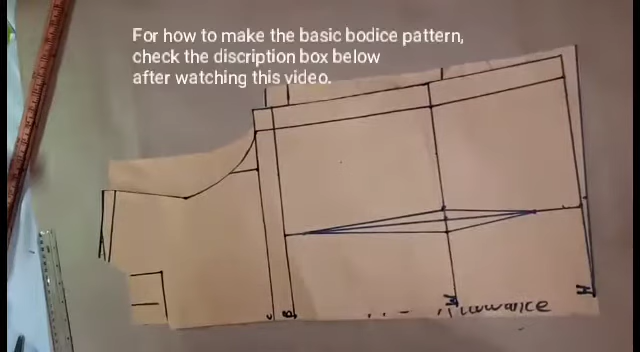 For how to make the basic bodice pattern,
check the discription box below
after watching this video.
C
B
W
H